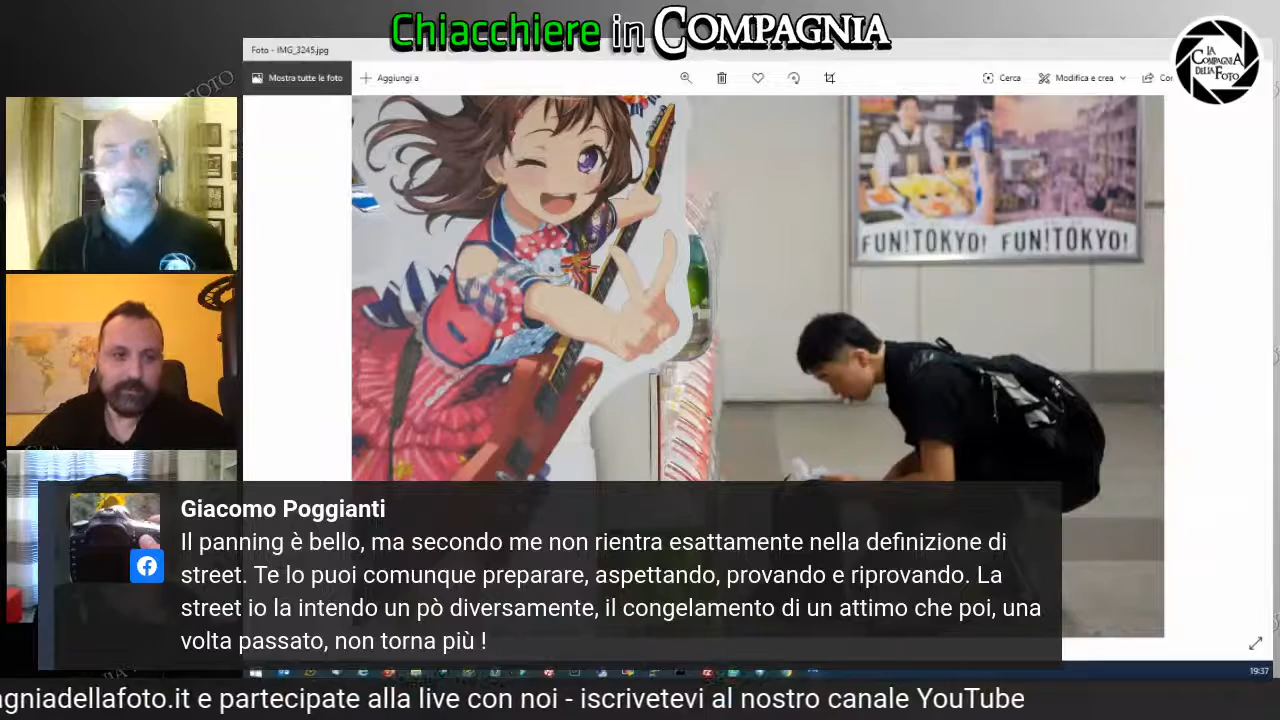 Chiacchiere in COMPAGNIA
Foto - IMG_3245.jpg
Mostra tutte le foto
Aggiungi a
Cerca
Modifica e crea
LA
COMPAGNIA
DELLA FOTO
FOTO
FUN!TOKYO! FUN!TOKYO!
Giacomo Poggianti
Il panning è bello, ma secondo me non rientra esattamente nella definizione di
street. Te lo puoi comunque preparare, aspettando, provando e riprovando. La
street io la intendo un pò diversamente, il congelamento di un attimo che poi, una
volta passato, non torna più !
19:37
agniadellafoto.it e partecipate alla live con noi - iscrivetevi al nostro canale YouTube